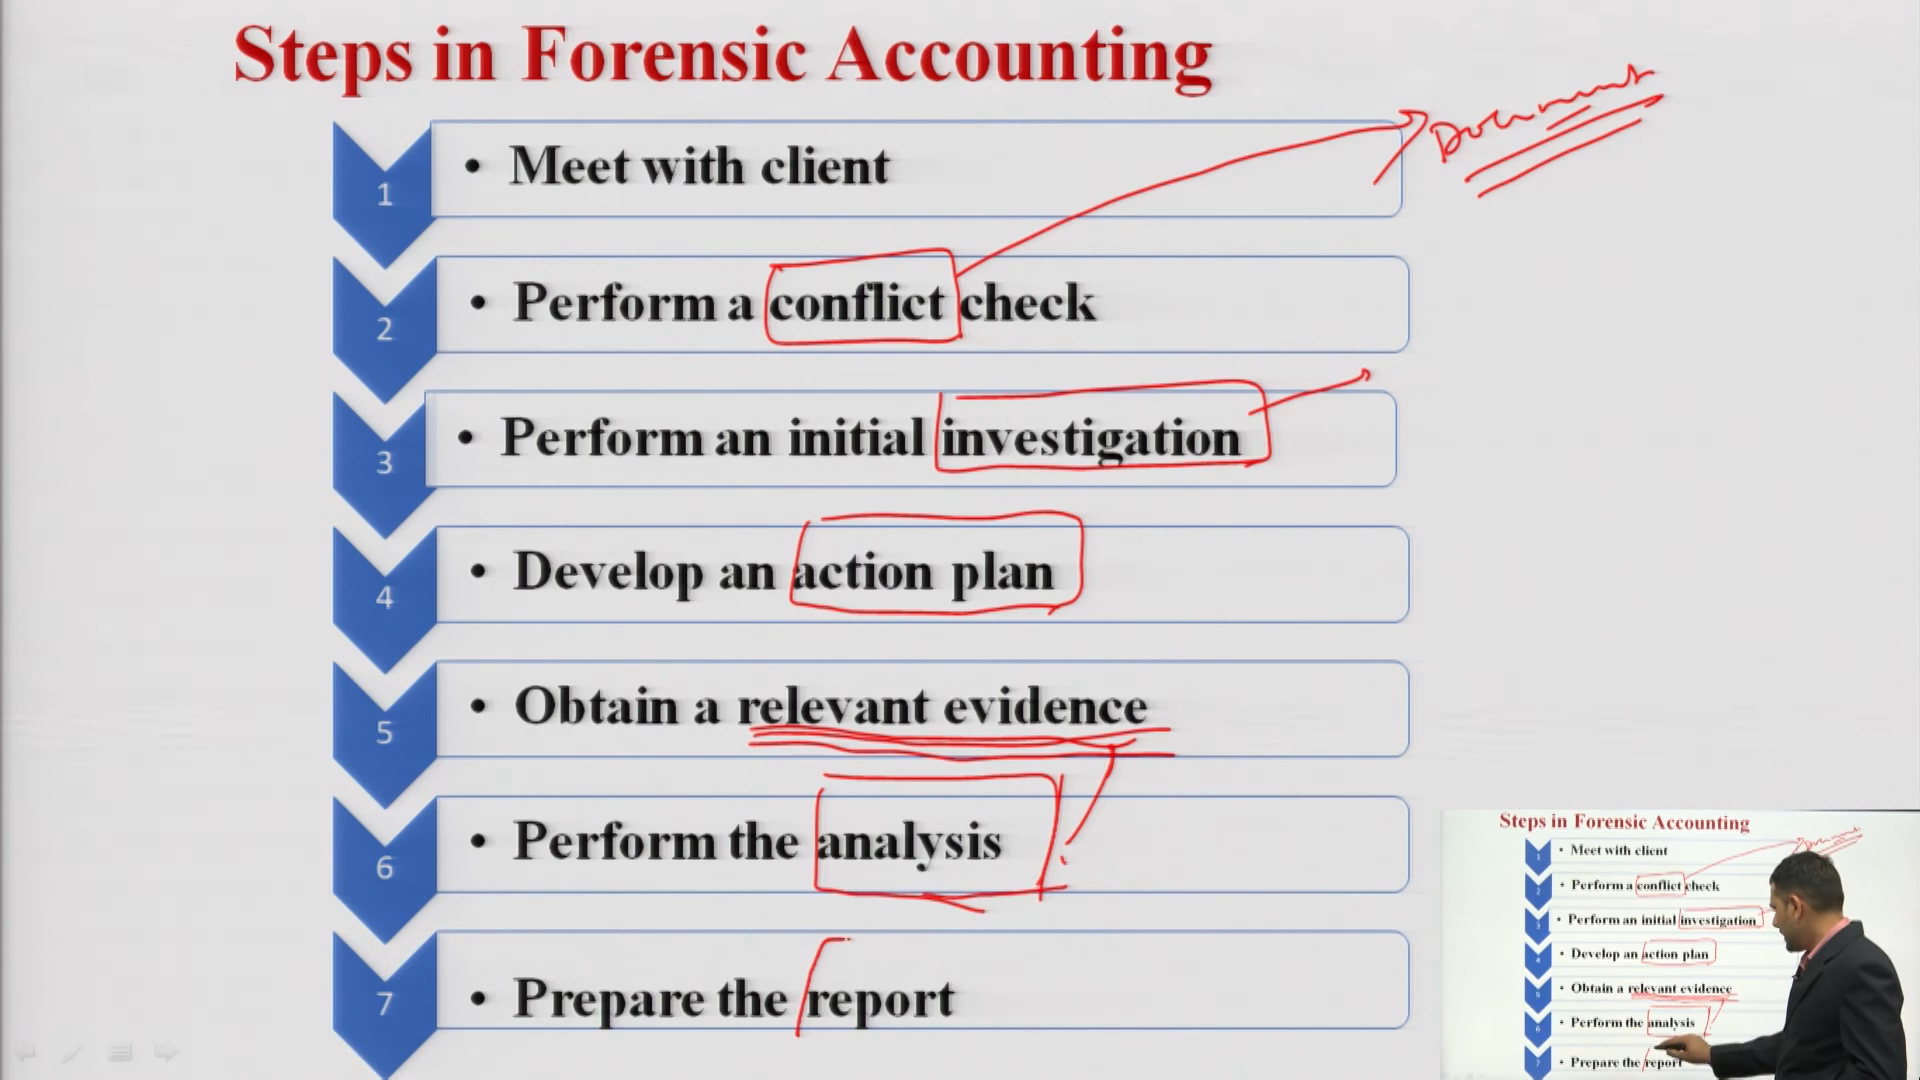 Steps in Forensic Accounting
Document
1
• Meet with client
2
• Perform a conflict check
3
• Perform an initial investigation
4
• Develop an action plan
5
• Obtain a relevant evidence
6
• Perform the analysis
7
• Prepare the report
Steps in Forensic Accounting
• Meet with client
• Perform a conflict check
• Perform an initial investigation
• Develop an action plan
• Obtain a relevant evidence
• Perform the analysis
• Prepare the report